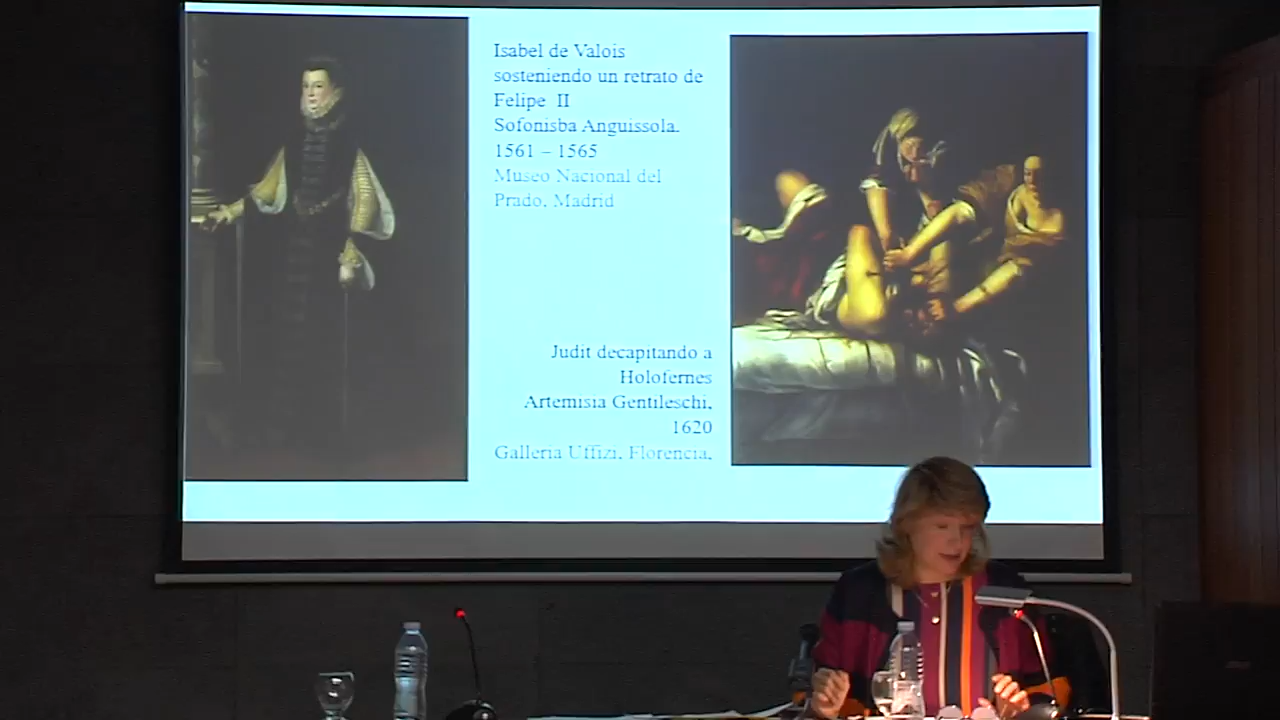 Isabel de Valois
sosteniendo un retrato de
Felipe II
Sofonisba Anguissola.
1561 – 1565
Museo Nacional del
Prado. Madrid
Judit decapitando a
Holofernes
Artemisia Gentileschi,
1620
Galleria Uffizi. Florencia,